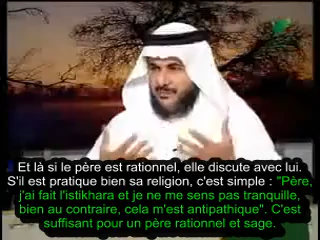 Et là si le père est rationnel, elle discute avec lui.
S'il est pratique bien sa religion, c'est simple : "Père,
j'ai fait l'istikhara et je ne me sens pas tranquille,
bien au contraire, cela m'est antipathique". C'est
suffisant pour un père rationnel et sage.